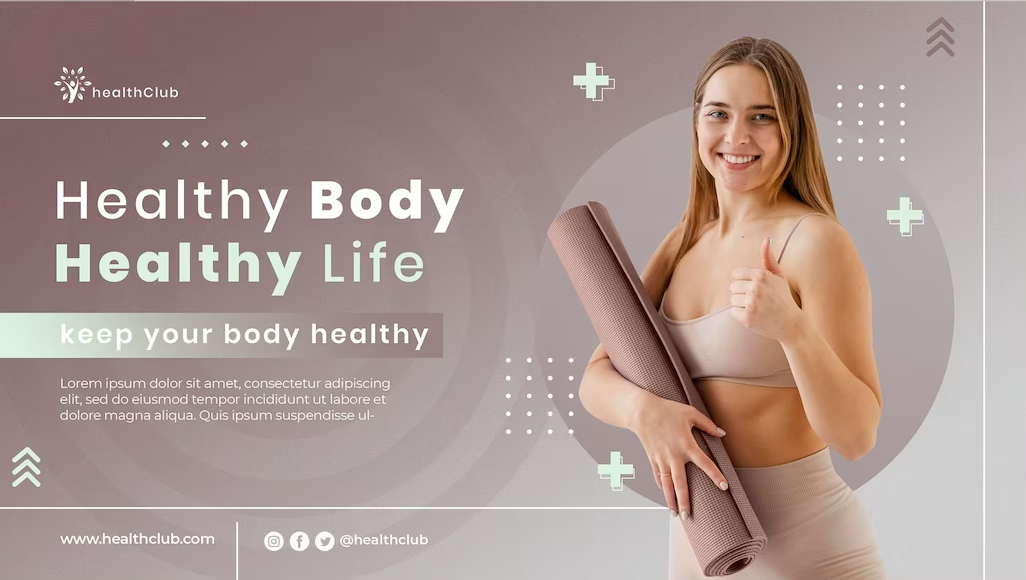 healthClub
Healthy Body
Healthy Life
keep your body healthy
Lorem ipsum dolor sit amet, consectetur adipiscing
elit, sed do eiusmod tempor incididunt ut labore et
dolore magna aliqua. Quis ipsum suspendisse ul-
www.healthclub.com
@healthclub